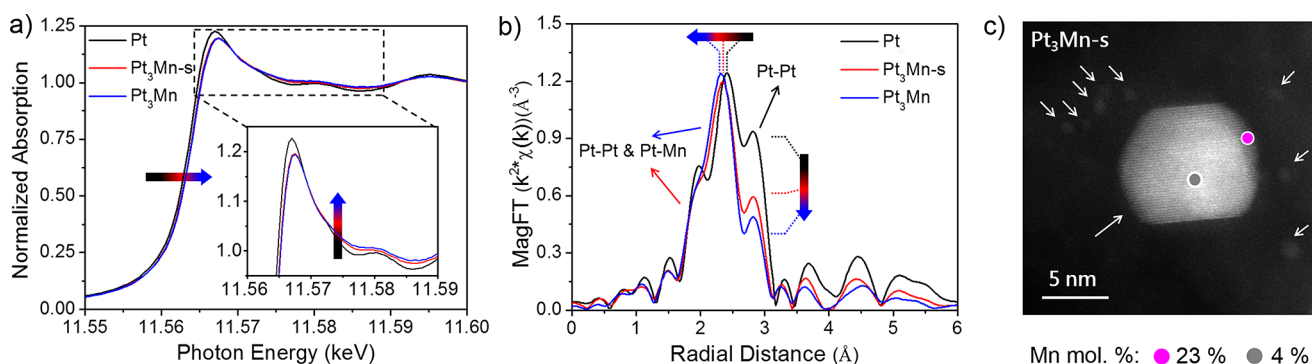 a)
Normalized Absorption
1.25
1.00
0.75
0.50
0.25
0.00
Pt
Pt₃Mn-s
Pt₃Mn
1.2
1.1
1.0
11.56 11.57 11.58 11.59
11.55 11.56 11.57 11.58 11.59 11.60
Photon Energy (keV)
b)
MagFT (k²*χ(k))(Å⁻³)
1.5
1.2
0.9
0.6
0.3
0.0
Pt
Pt₃Mn-s
Pt₃Mn
Pt-Pt
Pt-Pt & Pt-Mn
0 1 2 3 4 5 6
Radial Distance (Å)
c)
Pt₃Mn-s
5 nm
Mn mol. %: 23 % 4 %